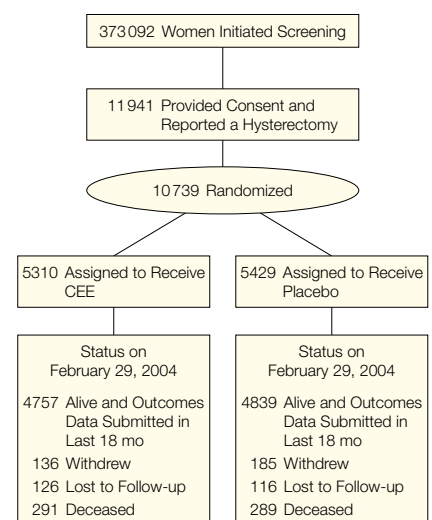 373 092 Women Initiated Screening
11 941 Provided Consent and
Reported a Hysterectomy
10 739 Randomized
5310 Assigned to Receive
CEE
5429 Assigned to Receive
Placebo
Status on
February 29, 2004
4757 Alive and Outcomes
Data Submitted in
Last 18 mo
136 Withdrew
126 Lost to Follow-up
291 Deceased
Status on
February 29, 2004
4839 Alive and Outcomes
Data Submitted in
Last 18 mo
185 Withdrew
116 Lost to Follow-up
289 Deceased